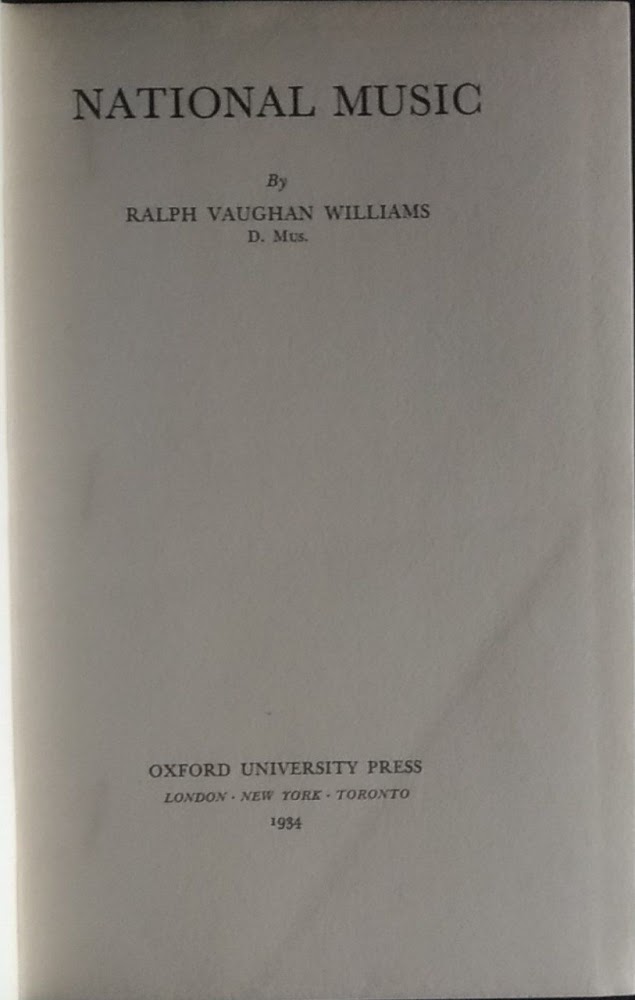 NATIONAL MUSIC
By
RALPH VAUGHAN WILLIAMS
D. Mus.
OXFORD UNIVERSITY PRESS
LONDON · NEW YORK · TORONTO
1934